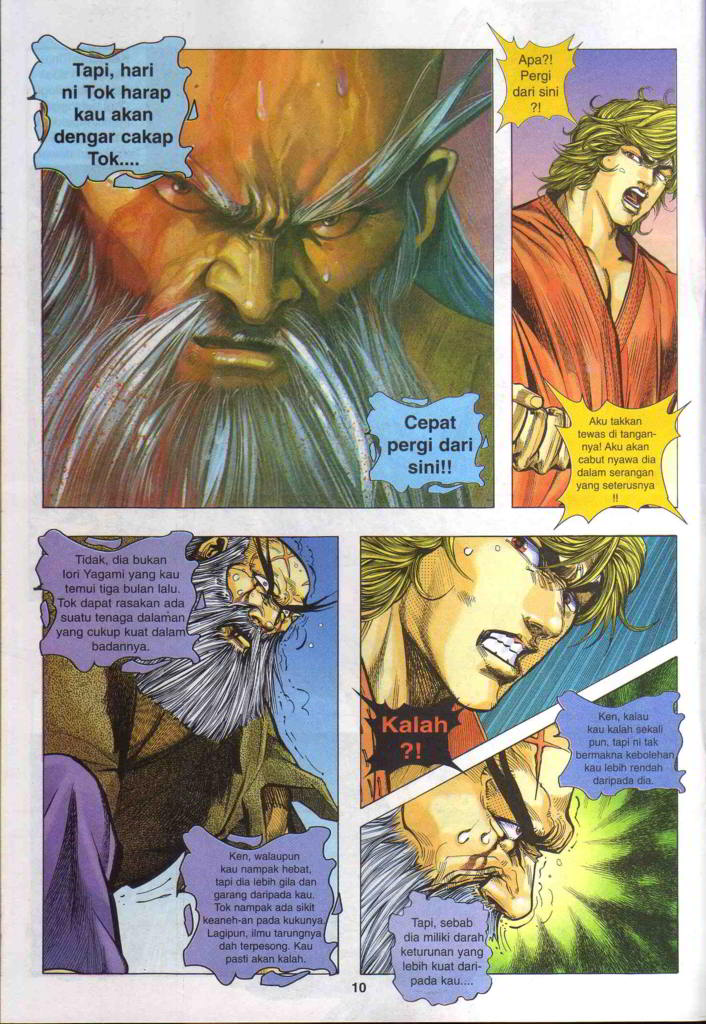 Tapi, hari
ni Tok harap
kau akan
dengar cakap
Tok....
Cepat
pergi dari
sini!!
Apa?!
Pergi
dari sini
?!
Aku takkan
tewas di tangan-
nya! Aku akan
cabut nyawa dia
dalam serangan
yang seterusnya
!!
Tidak, dia bukan
Iori Yagami yang kau
temui tiga bulan lalu.
Tok dapat rasakan ada
suatu tenaga dalaman
yang cukup kuat dalam
badannya.
Ken, walaupun
kau nampak hebat,
tapi dia lebih gila dan
garang daripada kau.
Tok nampak ada sikit
keaneh-an pada kukunya.
Lagipun, ilmu tarungnya
dah terpesong. Kau
pasti akan kalah.
Kalah
?!
Ken, kalau
kau kalah sekali
pun, tapi ni tak
bermakna kebolehan
kau lebih rendah
daripada dia.
Tapi, sebab
dia miliki darah
keturunan yang
lebih kuat dari-
pada kau....
10